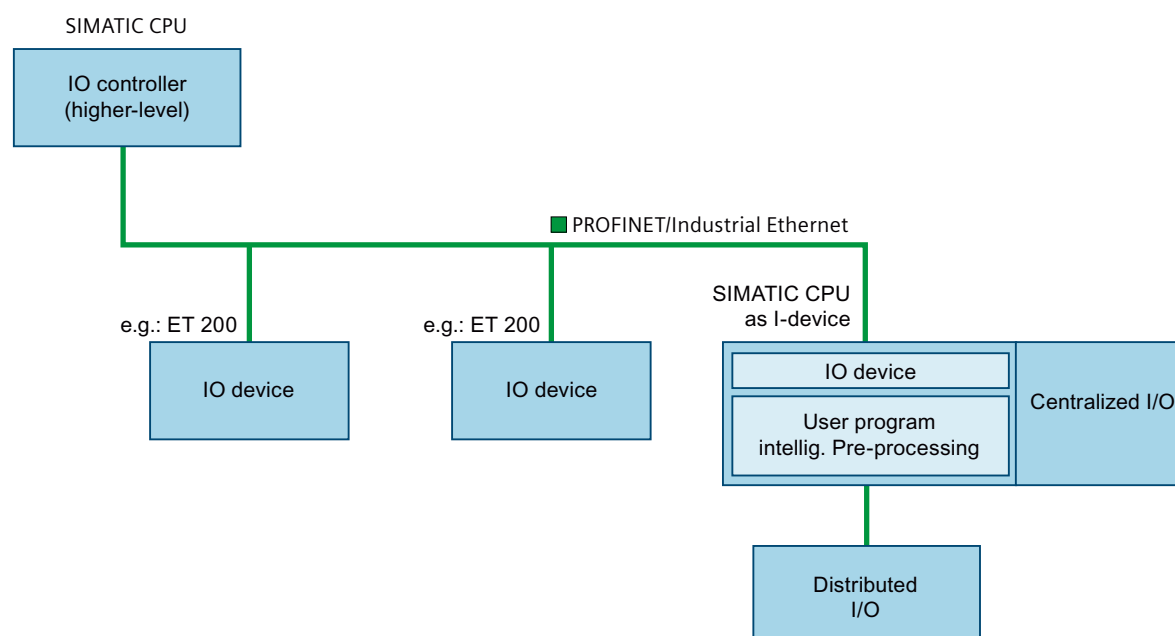 SIMATIC CPU
IO controller
(higher-level)
PROFINET/Industrial Ethernet
e.g.: ET 200
IO device
e.g.: ET 200
IO device
SIMATIC CPU
as I-device
IO device
User program
intellig. Pre-processing
Centralized I/O
Distributed
I/O